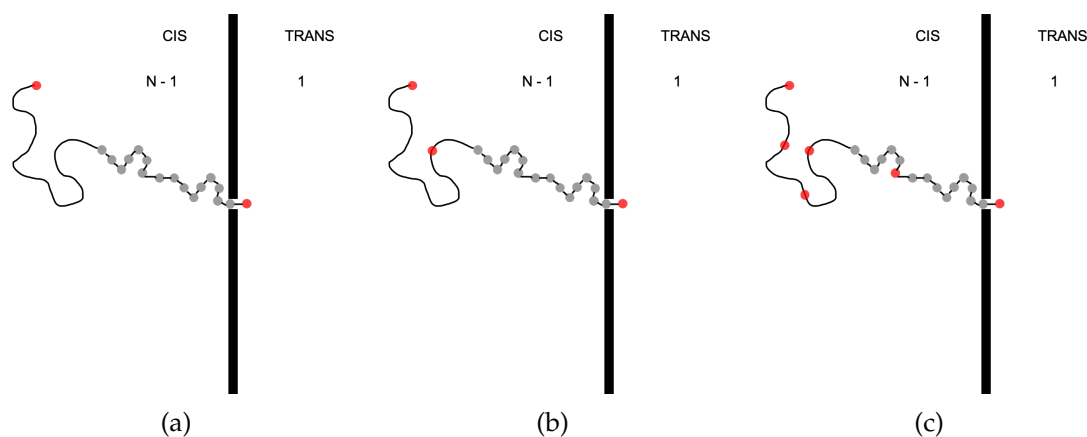 CIS TRANS CIS TRANS CIS TRANS
N - 1 1 N - 1 1 N - 1 1
(a) (b) (c)